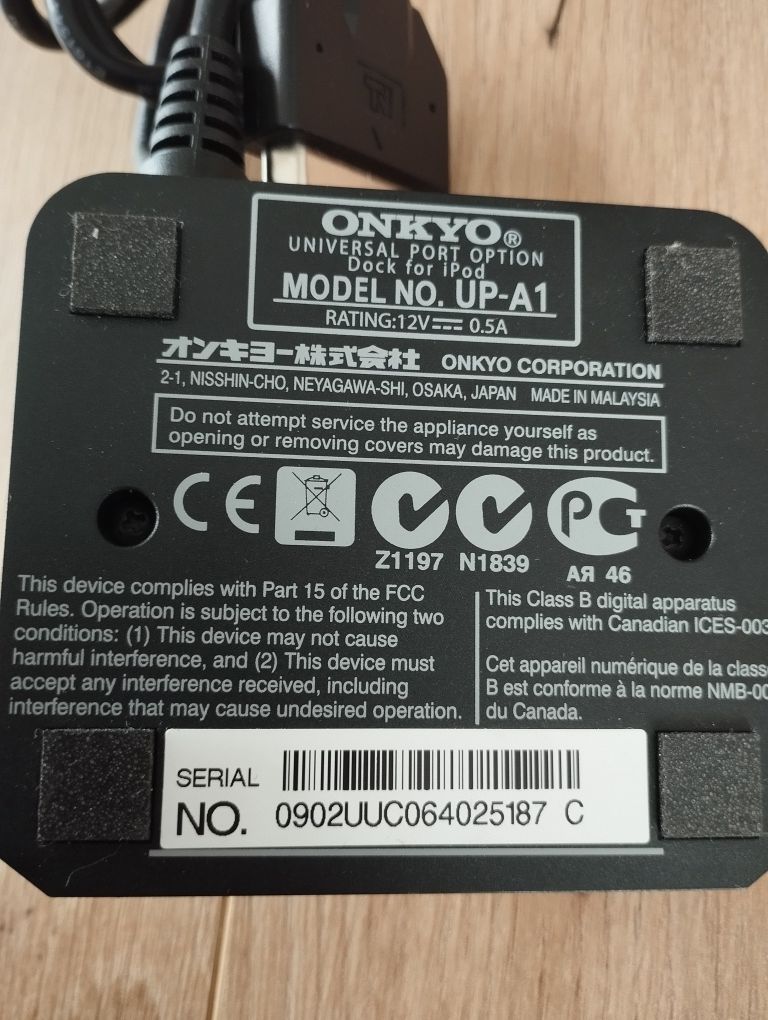 ONKYO®
UNIVERSAL PORT OPTION
Dock for iPod
MODEL NO. UP-A1
RATING:12V⎓ 0.5A
オンキヨー株式会社 ONKYO CORPORATION
2-1, NISSHIN-CHO, NEYAGAWA-SHI, OSAKA, JAPAN MADE IN MALAYSIA
Do not attempt service the appliance yourself as
opening or removing covers may damage this product.
CE
PCT
Z1197 N1839
АЯ 46
This device complies with Part 15 of the FCC
Rules. Operation is subject to the following two
conditions: (1) This device may not cause
harmful interference, and (2) This device must
accept any interference received, including
interference that may cause undesired operation.
This Class B digital apparatus
complies with Canadian ICES-003
Cet appareil numérique de la classe
B est conforme à la norme NMB-00
du Canada.
SERIAL
NO. 0902UUC064025187 C